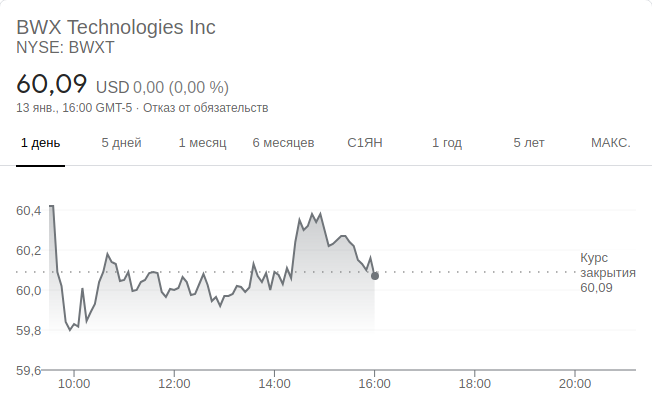 BWX Technologies Inc
NYSE: BWXT
60,09 USD 0,00 (0,00 %)
13 янв., 16:00 GMT-5 · Отказ от обязательств
1 день 5 дней 1 месяц 6 месяцев С1ЯН 1 год 5 лет МАКС.
60,4
60,2
Курс
закрытия
60,09
60,0
59,8
59,6
10:00 12:00 14:00 16:00 18:00 20:00